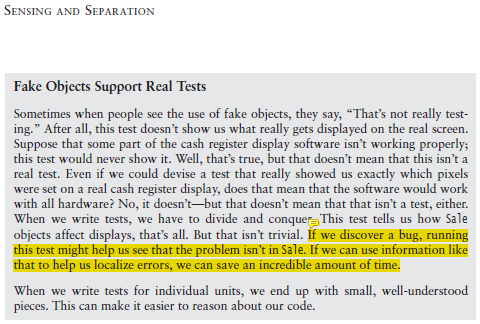 SENSING AND SEPARATION
Fake Objects Support Real Tests
Sometimes when people see the use of fake objects, they say, “That’s not really test-
ing.” After all, this test doesn’t show us what really gets displayed on the real screen.
Suppose that some part of the cash register display software isn’t working properly;
this test would never show it. Well, that’s true, but that doesn’t mean that this isn’t a
real test. Even if we could devise a test that really showed us exactly which pixels
were set on a real cash register display, does that mean that the software would work
with all hardware? No, it doesn’t—but that doesn’t mean that that isn’t a test, either.
When we write tests, we have to divide and conquer. This test tells us how Sale
objects affect displays, that’s all. But that isn’t trivial. If we discover a bug, running
this test might help us see that the problem isn’t in Sale. If we can use information like
that to help us localize errors, we can save an incredible amount of time.
When we write tests for individual units, we end up with small, well-understood
pieces. This can make it easier to reason about our code.